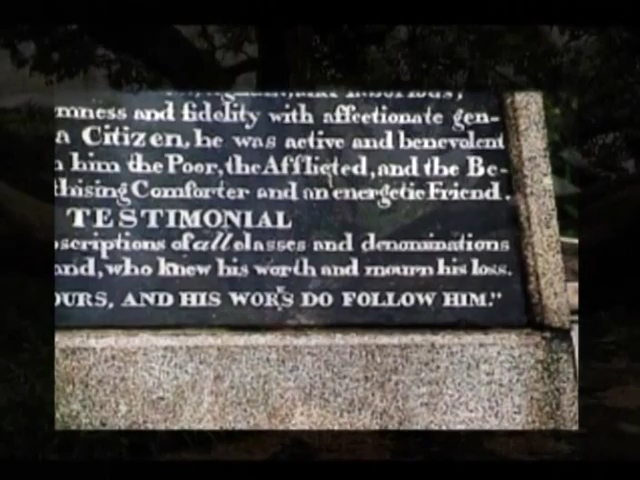 mness and fidelity with affectionate gen-
a Citizen, he was active and benevolent
him the Poor, the Afflicted, and the Be-
thising Comforter and an energetic Friend.
TESTIMONIAL
scriptions of all classes and denominations
and, who knew his worth and mourn his loss.
OURS, AND HIS WORKS DO FOLLOW HIM."